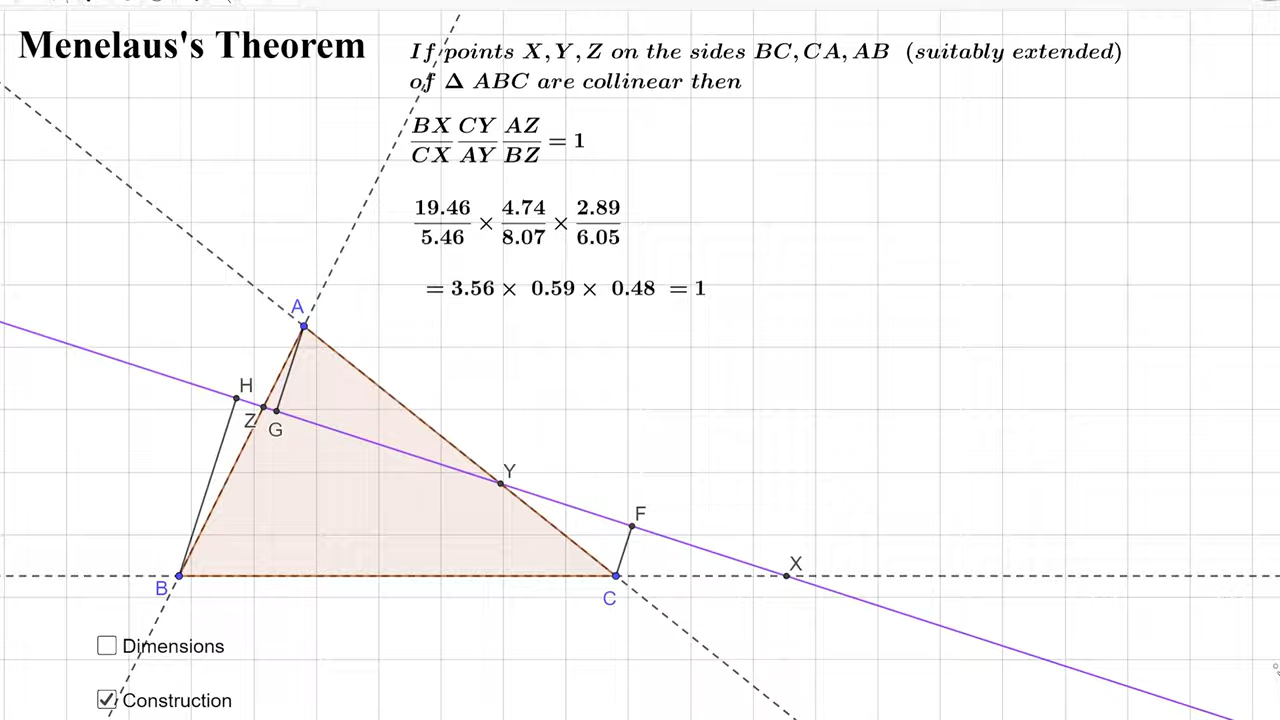 Menelaus's Theorem
If points X, Y, Z on the sides BC, CA, AB (suitably extended)
of Δ ABC are collinear then
BX CY AZ
CX AY BZ = 1
19.46 × 4.74 × 2.89
5.46 8.07 6.05
= 3.56 × 0.59 × 0.48 = 1
A
H
Z
G
Y
F
X
B
C
Dimensions
Construction